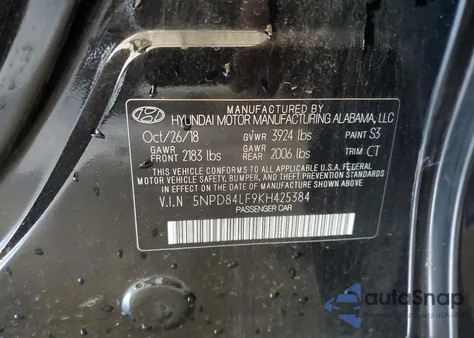 MANUFACTURED BY
HYUNDAI MOTOR MANUFACTURING ALABAMA, LLC
Oct/26/18 GVWR 3924 lbs PAINT S3
GAWR FRONT 2183 lbs GAWR REAR 2006 lbs TRIM CT
THIS VEHICLE CONFORMS TO ALL APPLICABLE U.S.A. FEDERAL
MOTOR VEHICLE SAFETY, BUMPER, AND THEFT PREVENTION
STANDARDS IN EFFECT ON THE DATE OF MANUFACTURE SHOWN ABOVE.
V.I.N 5NPD84LF9KH425384
PASSENGER CAR
autoSnap